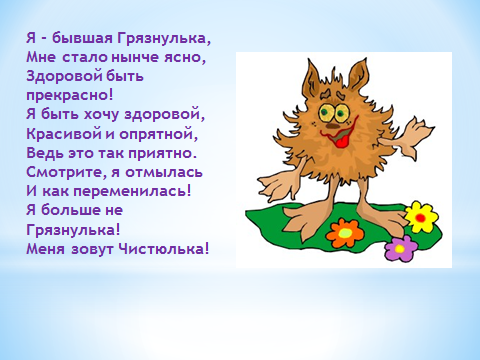 Я - бывшая Грязнулька,
Мне стало нынче ясно,
Здоровой быть
прекрасно!
Я быть хочу здоровой,
Красивой и опрятной,
Ведь это так приятно.
Смотрите, я отмылась
И как переменилась!
Я больше не
Грязнулька!
Меня зовут Чистюлька!